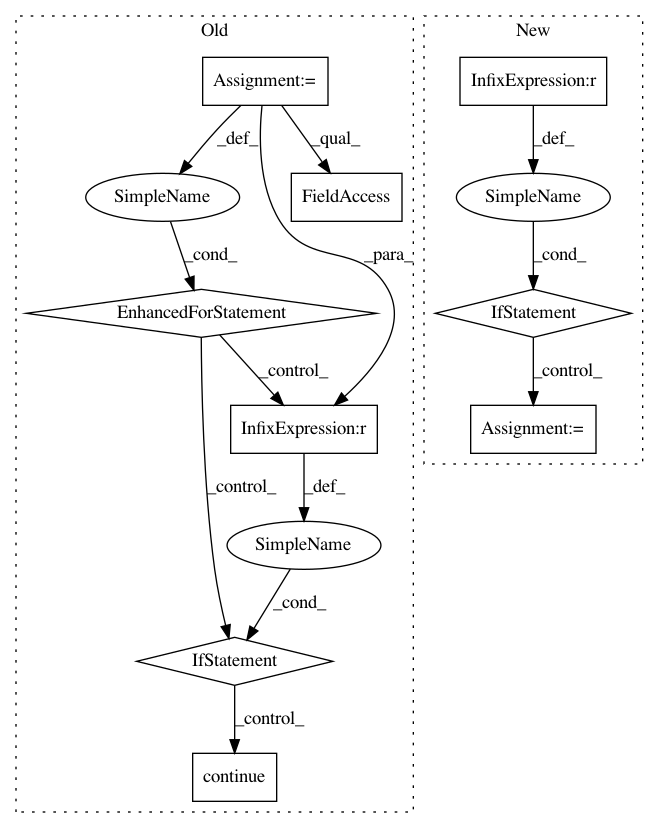 Old
New
Assignment:=
InfixExpression:r
_def_
_qual_
_def_
SimpleName
FieldAccess
SimpleName
_cond_
_para_
_cond_
EnhancedForStatement
IfStatement
_control_
_control_
InfixExpression:r
Assignment:=
_control_
_def_
SimpleName
_cond_
IfStatement
_control_
continue